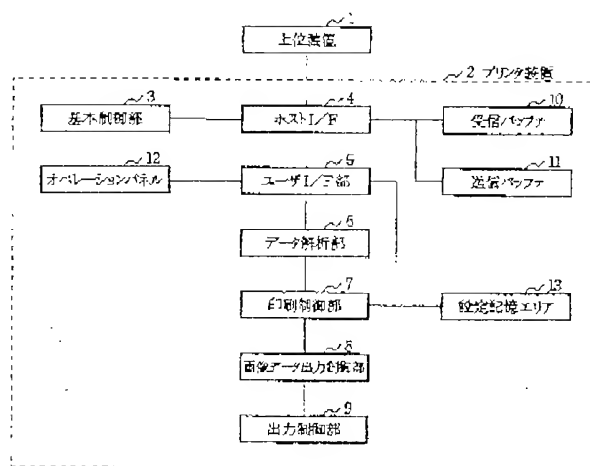 1
上位装置
2 プリンタ装置
3
基本制御部
4
ホストI/F
10
受信バッファ
12
オペレーションパネル
5
ユーザI/F部
11
送信バッファ
6
データ解析部
7
印刷制御部
13
設定記憶エリア
8
画像データ出力制御部
9
出力制御部